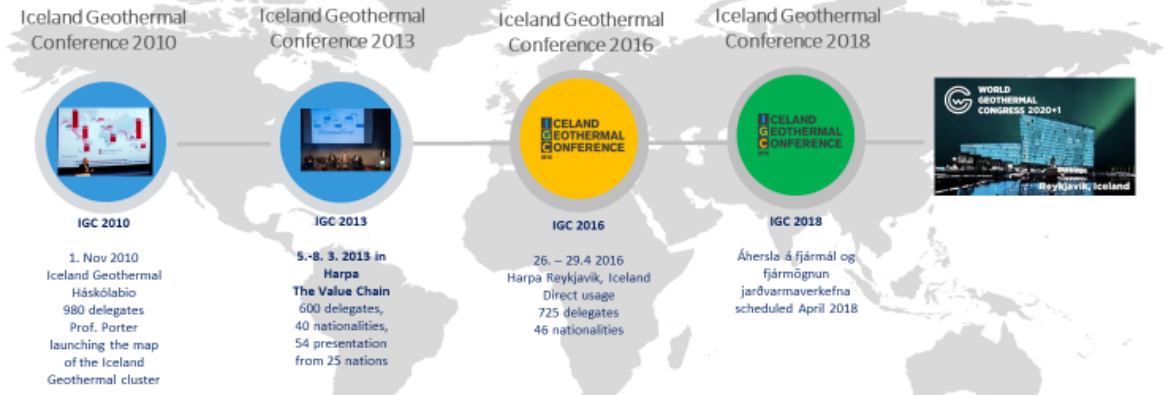 Iceland Geothermal
Conference 2010
IGC 2010
1. Nov 2010
Iceland Geothermal
Háskólabio
980 delegates
Prof. Porter
launching the map
of the Iceland
Geothermal cluster
Iceland Geothermal
Conference 2013
IGC 2013
5.-8. 3. 2013 in
Harpa
The Value Chain
600 delegates,
40 nationalities,
54 presentation
from 25 nations
Iceland Geothermal
Conference 2016
ICELAND
GEOTHERMAL
CONFERENCE
IGC 2016
26. – 29.4 2016
Harpa Reykjavik, Iceland
Direct usage
725 delegates
46 nationalities
Iceland Geothermal
Conference 2018
ICELAND
GEOTHERMAL
CONFERENCE
IGC 2018
Áhersla á fjármál og
fjármögnun
jarðvarmaverkefna
scheduled April 2018
WORLD
GEOTHERMAL
CONGRESS 2020+1
Reykjavik, Iceland